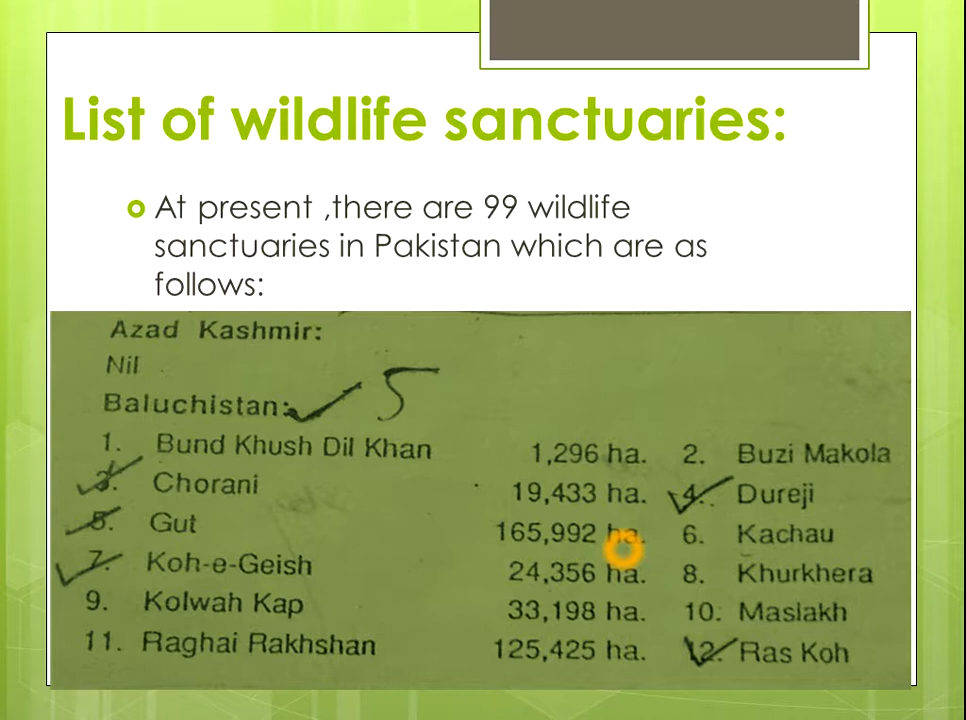 List of wildlife sanctuaries:
At present ,there are 99 wildlife
sanctuaries in Pakistan which are as
follows:
Azad Kashmir:
Nil
Baluchistan: 5
1. Bund Khush Dil Khan 1,296 ha. 2. Buzi Makola
3. Chorani 19,433 ha. 4. Dureji
5. Gut 165,992 ha. 6. Kachau
7. Koh-e-Geish 24,356 ha. 8. Khurkhera
9. Kolwah Kap 33,198 ha. 10. Maslakh
11. Raghai Rakhshan 125,425 ha. 12. Ras Koh